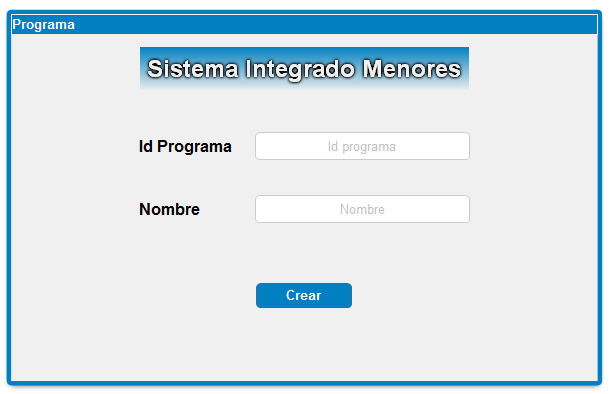 Programa
Sistema Integrado Menores
Id Programa
Id programa
Nombre
Nombre
Crear